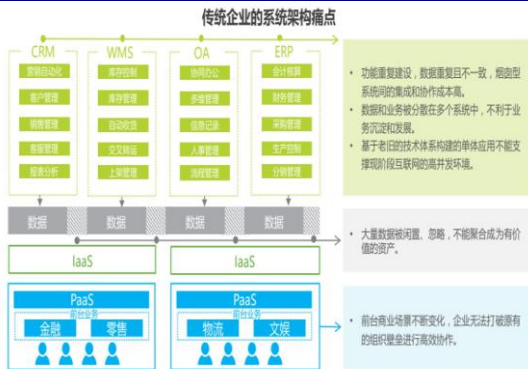 传统企业的系统架构痛点
CRM
WMS
OA
ERP
营销自动化
库存控制
协同办公
会计核算
客户管理
库存管理
多维管理
财务管理
销售管理
自动收货
信息记录
采购管理
客服管理
交叉转运
人事管理
生产控制
报表分析
上架管理
流程管理
分销管理
• 功能重复建设，数据重复且不一致，烟囱型
系统间的集成和协作成本高。
• 数据和业务被分散在多个系统中，不利于业
务沉淀和发展。
• 基于老旧的技术体系构建的单体应用不能支
撑现阶段互联网的高并发环境。
数据
数据
数据
数据
• 大量数据被闲置、忽略，不能聚合成为有价
值的资产。
IaaS
IaaS
PaaS
PaaS
前台业务
前台业务
金融
零售
物流
文娱
• 前台商业场景不断变化，企业无法打破原有
的组织壁垒进行高效协作。